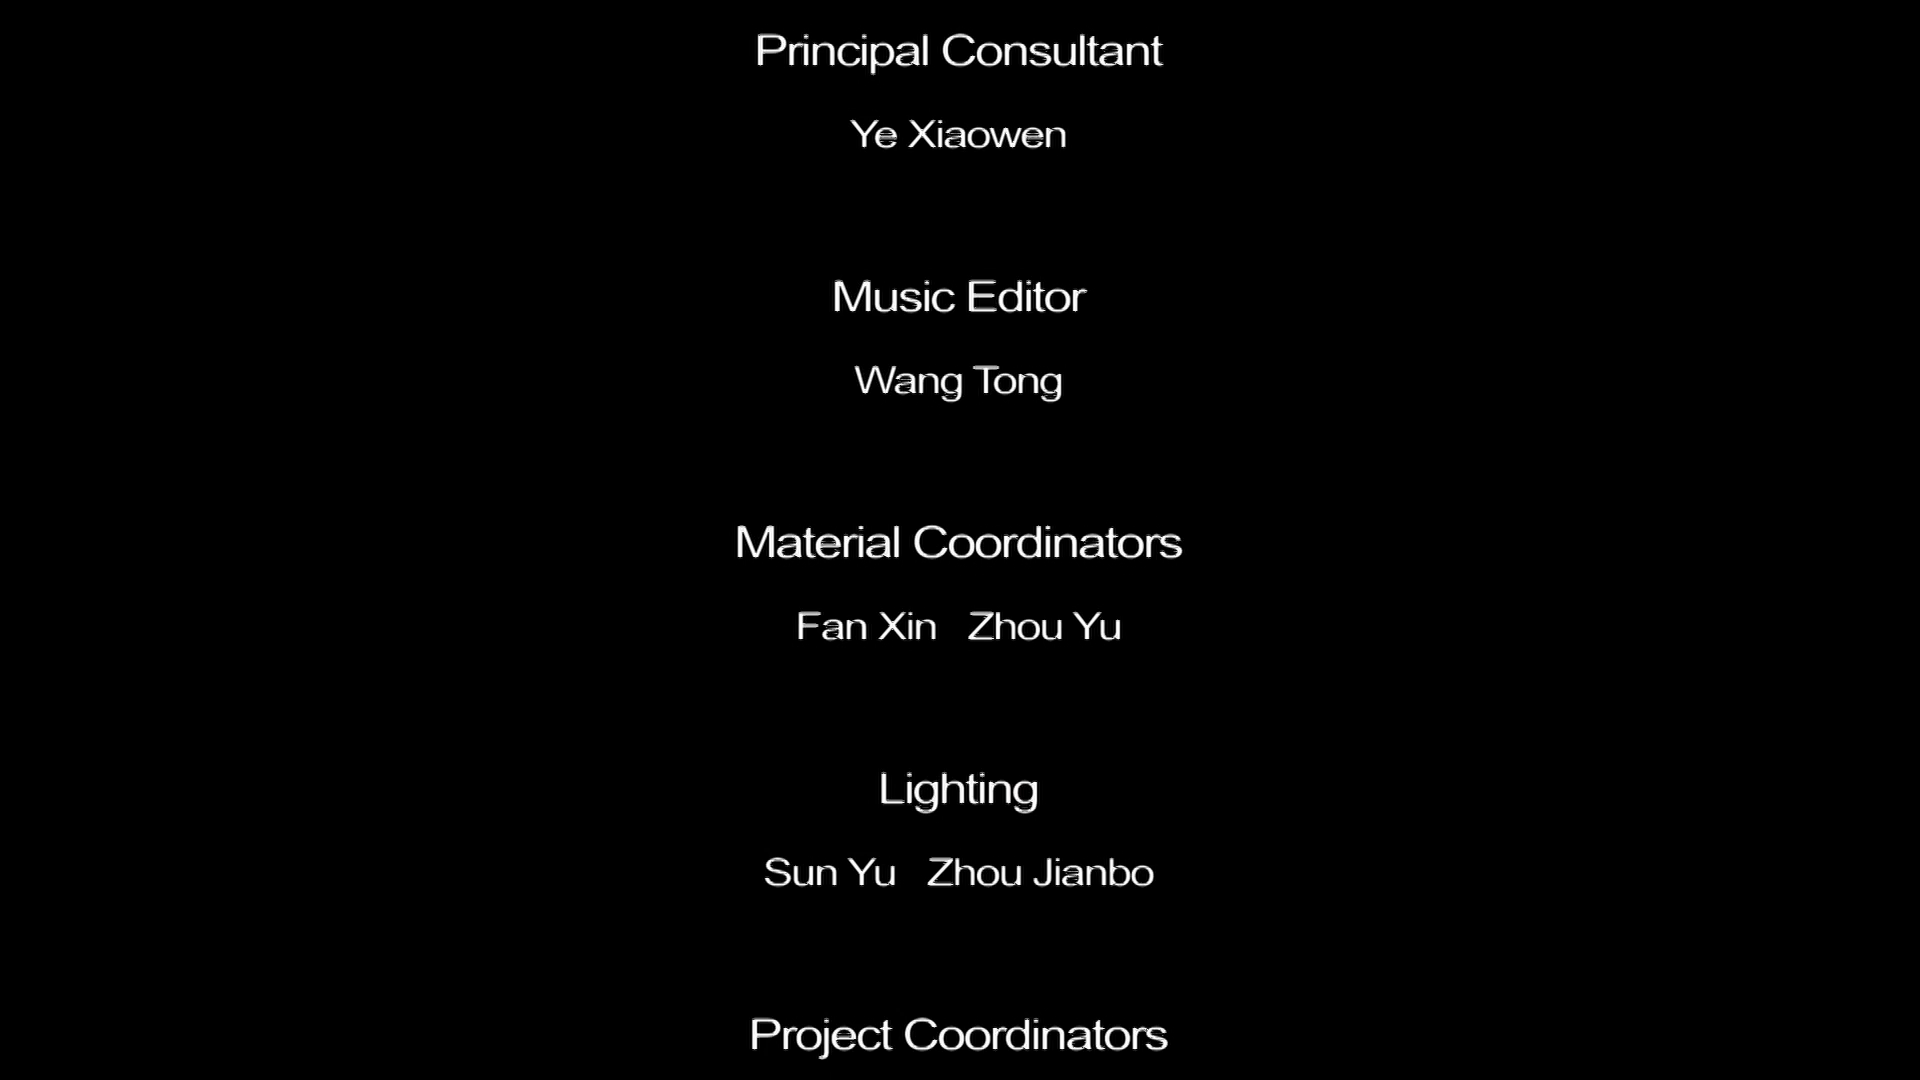 Principal Consultant
Ye Xiaowen
Music Editor
Wang Tong
Material Coordinators
Fan Xin   Zhou Yu
Lighting
Sun Yu   Zhou Jianbo
Project Coordinators